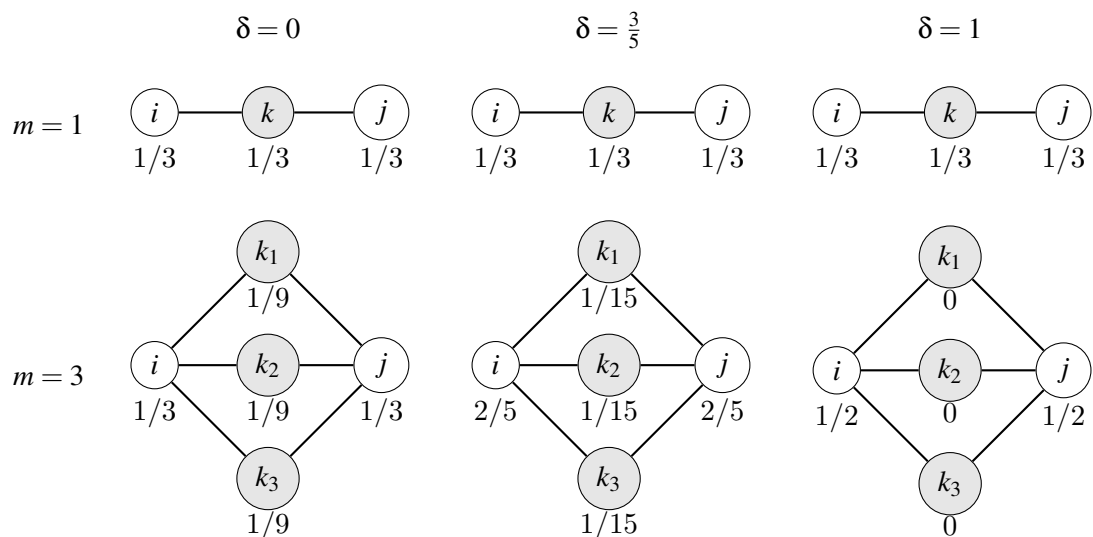 δ = 0 δ = 3/5 δ = 1
m = 1 i k j i k j i k j
1/3 1/3 1/3 1/3 1/3 1/3 1/3 1/3 1/3
k₁ k₁ k₁
1/9 1/15 0
m = 3 i k₂ j i k₂ j i k₂ j
1/3 1/9 1/3 2/5 1/15 2/5 1/2 0 1/2
k₃ k₃ k₃
1/9 1/15 0